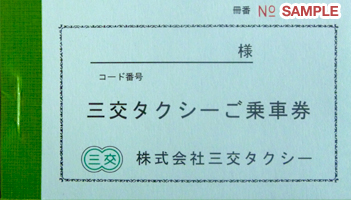 冊番 No SAMPLE
様
コード番号
三交タクシーご乗車券
三交 株式会社三交タクシー